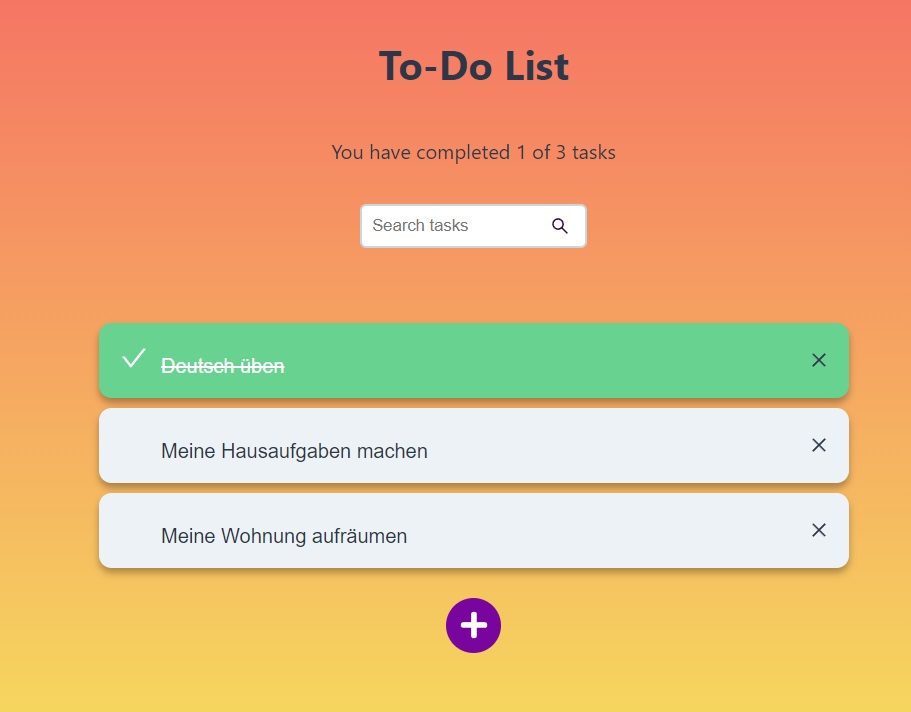 To-Do List
You have completed 1 of 3 tasks
Search tasks
Deutsch üben
Meine Hausaufgaben machen
Meine Wohnung aufräumen